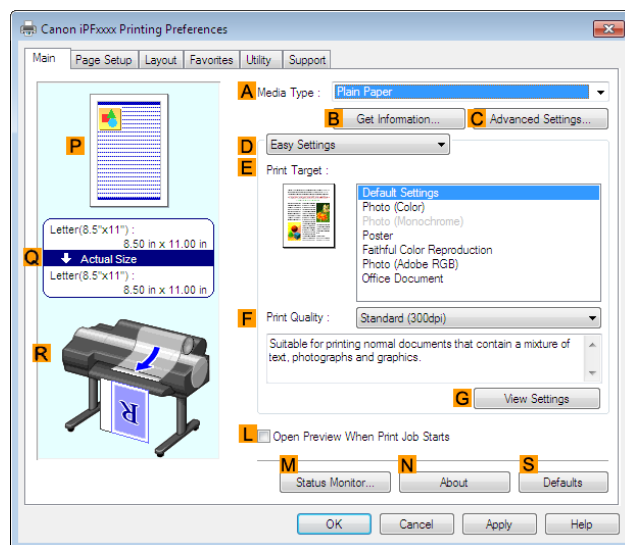 Canon iPFxxxx Printing Preferences
Main Page Setup Layout Favorites Utility Support
A Media Type : Plain Paper
B Get Information... C Advanced Settings...
D Easy Settings
E Print Target :
Default Settings
Photo (Color)
Photo (Monochrome)
Poster
Faithful Color Reproduction
Photo (Adobe RGB)
Office Document
P
Letter(8.5"x11") :
8.50 in x 11.00 in
Q Actual Size
Letter(8.5"x11") :
8.50 in x 11.00 in
R
R
F Print Quality : Standard (300dpi)
Suitable for printing normal documents that contain a mixture of
text, photographs and graphics.
G View Settings
L Open Preview When Print Job Starts
M Status Monitor... N About S Defaults
OK Cancel Apply Help